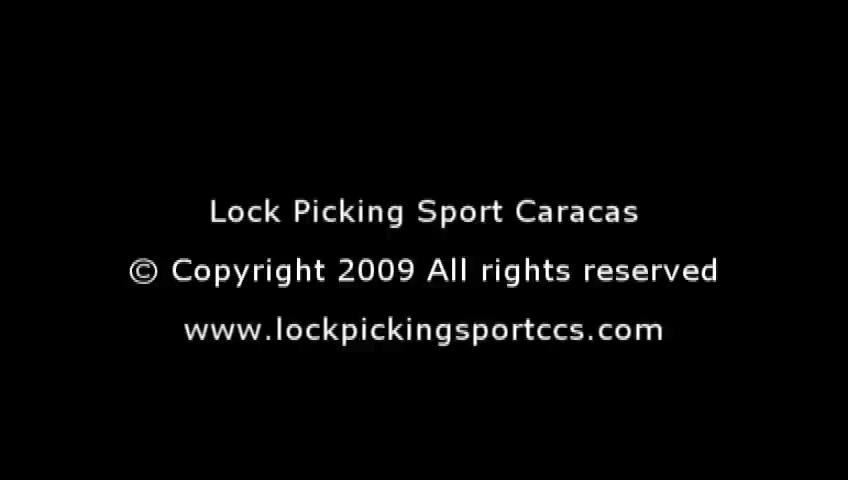 Lock Picking Sport Caracas
© Copyright 2009 All rights reserved
www.lockpickingsportccs.com